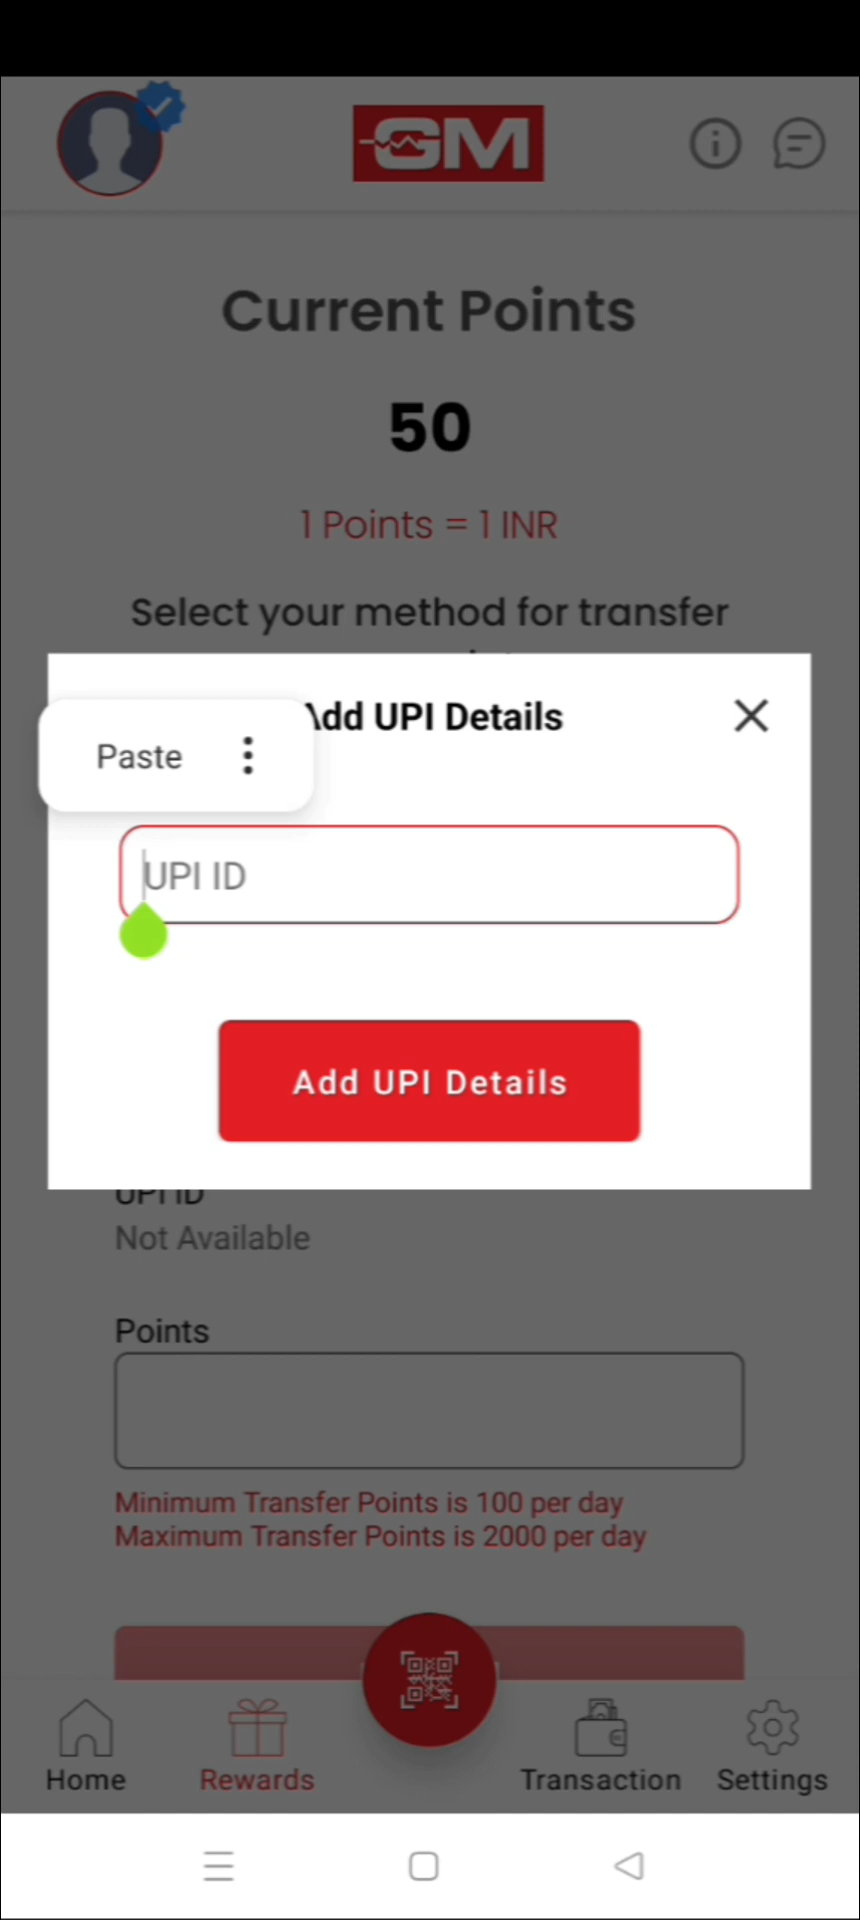 GM
Current Points
50
1 Points = 1 INR
Select your method for transfer
Add UPI Details
Paste
UPI ID
Add UPI Details
UPI ID
Not Available
Points
Minimum Transfer Points is 100 per day
Maximum Transfer Points is 2000 per day
Home
Rewards
Transaction
Settings